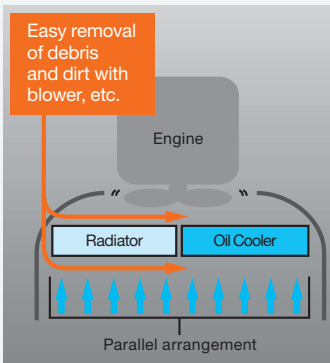 Easy removal
of debris
and dirt with
blower, etc.
Engine
Radiator
Oil Cooler
Parallel arrangement